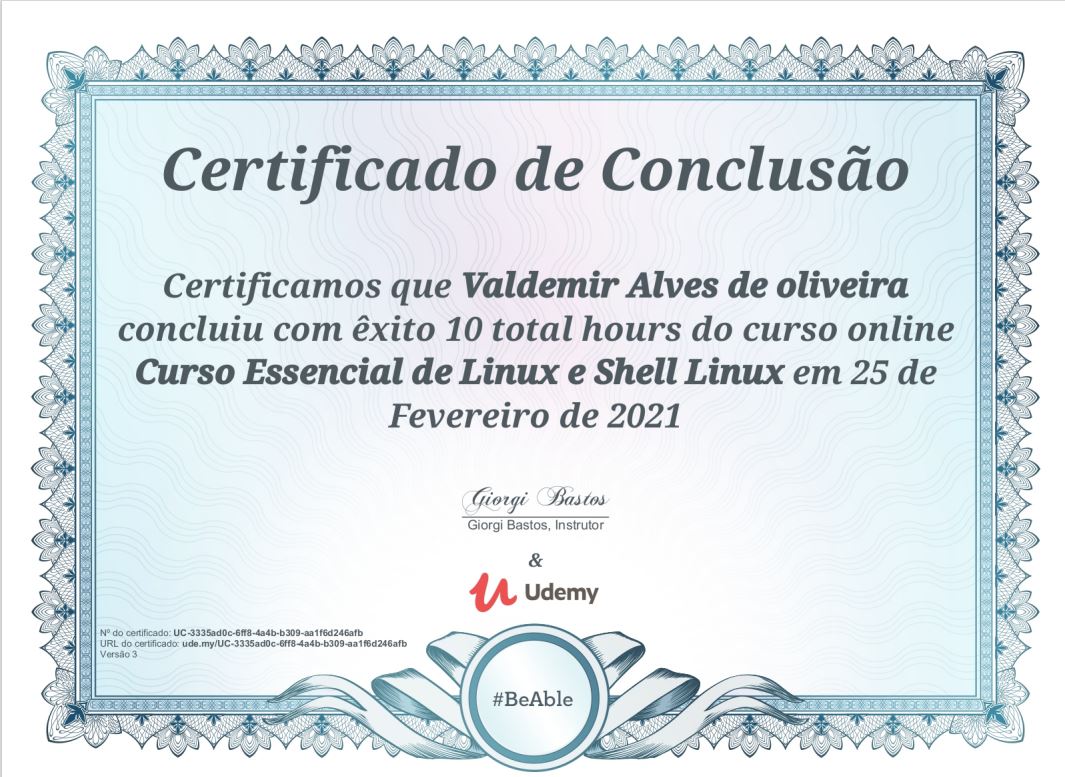 Certificado de Conclusão
Certificamos que Valdemir Alves de oliveira
concluiu com êxito 10 total hours do curso online
Curso Essencial de Linux e Shell Linux em 25 de
Fevereiro de 2021
Giorgi Bastos
Giorgi Bastos, Instrutor
&
Udemy
Nº do certificado: UC-3335ad0c-6ff8-4a4b-b309-aa1f6d246afb
URL do certificado: ude.my/UC-3335ad0c-6ff8-4a4b-b309-aa1f6d246afb
Versão 3
#BeAble